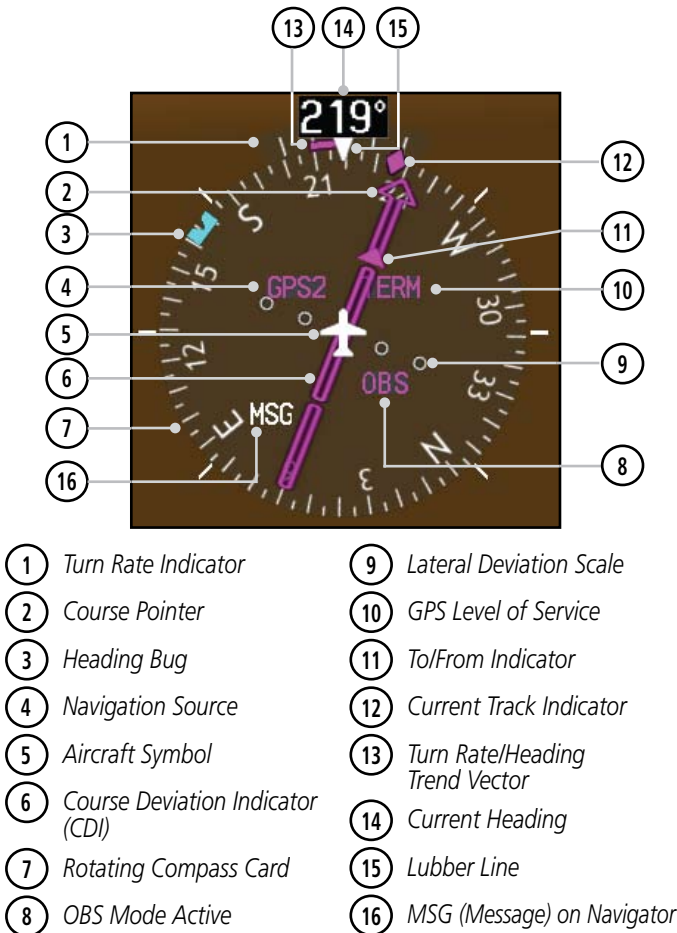 13 14 15
219°
1
12
2
21
24
3
S
W
11
15
4
GPS2
TERM
10
30
5
12
9
6
OBS
33
7
MSG
E
N
8
16
3
1 Turn Rate Indicator
2 Course Pointer
3 Heading Bug
4 Navigation Source
5 Aircraft Symbol
6 Course Deviation Indicator
(CDI)
7 Rotating Compass Card
8 OBS Mode Active
9 Lateral Deviation Scale
10 GPS Level of Service
11 To/From Indicator
12 Current Track Indicator
13 Turn Rate/Heading
Trend Vector
14 Current Heading
15 Lubber Line
16 MSG (Message) on Navigator